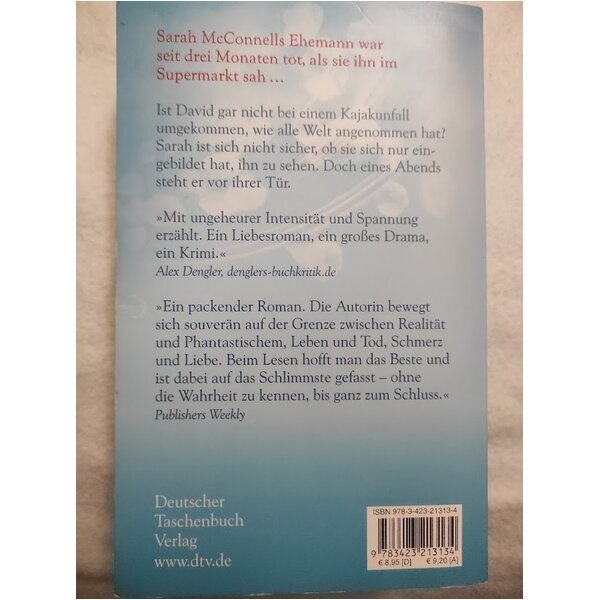 Sarah McConnells Ehemann war
seit drei Monaten tot, als sie ihn im
Supermarkt sah ...
Ist David gar nicht bei einem Kajakunfall
umgekommen, wie alle Welt angenommen hat?
Sarah ist sich nicht sicher, ob sie sich nur ein-
gebildet hat, ihn zu sehen. Doch eines Abends
steht er vor ihrer Tür.
»Mit ungeheurer Intensität und Spannung
erzählt. Ein Liebesroman, ein großes Drama,
ein Krimi.«
Alex Dengler, denglers-buchkritik.de
»Ein packender Roman. Die Autorin bewegt
sich souverän auf der Grenze zwischen Realität
und Phantastischem, Leben und Tod, Schmerz
und Liebe. Beim Lesen hofft man das Beste und
ist dabei auf das Schlimmste gefasst – ohne
die Wahrheit zu kennen, bis ganz zum Schluss.«
Publishers Weekly
Deutscher
Taschenbuch
Verlag
www.dtv.de
ISBN 978-3-423-21313-4
9 783423 213134
€ 8,95 [D] € 9,20 [A]